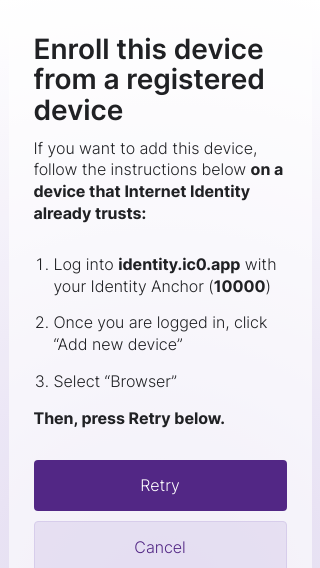 Enroll this device
from a registered
device
If you want to add this device,
follow the instructions below on a
device that Internet Identity
already trusts:
1. Log into identity.ic0.app with
your Identity Anchor (10000)
2. Once you are logged in, click
“Add new device”
3. Select “Browser”
Then, press Retry below.
Retry
Cancel